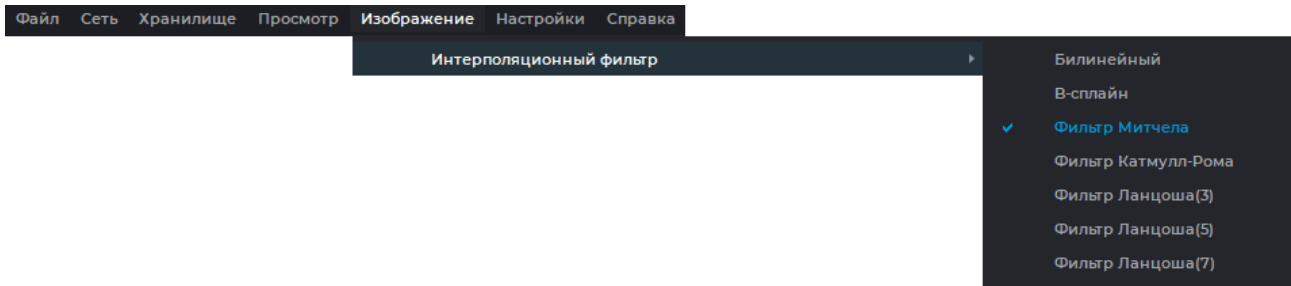 Файл Сеть Хранилище Просмотр Изображение Настройки Справка
Интерполяционный фильтр
Билинейный
В-сплайн
Фильтр Митчела
Фильтр Катмулл-Рома
Фильтр Ланцоша(3)
Фильтр Ланцоша(5)
Фильтр Ланцоша(7)